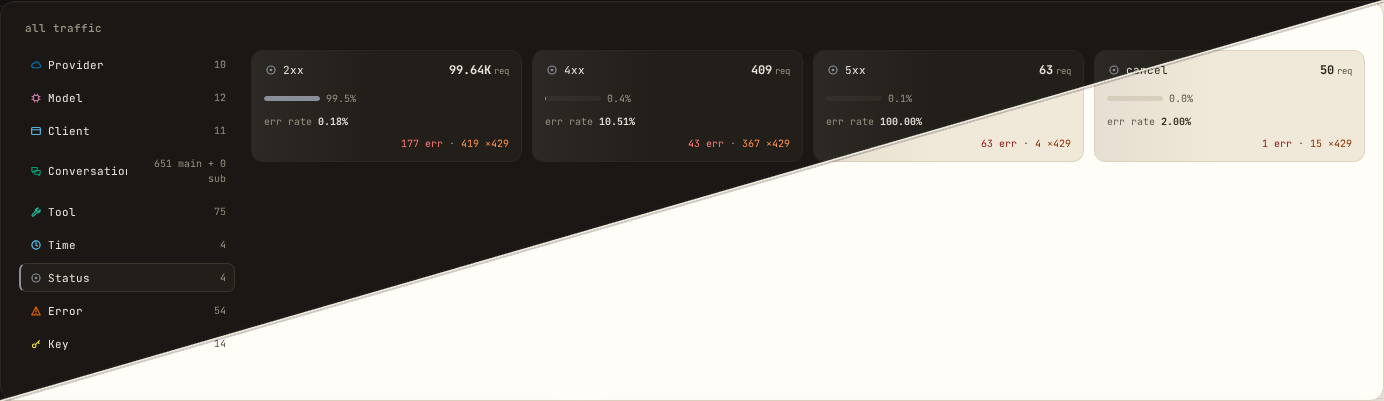 all traffic
Provider 10
Model 12
Client 11
Conversation 651 main + 0 sub
Tool 75
Time 4
Status 4
Error 54
Key 14
2xx 99.64K req
99.5%
err rate 0.18%
177 err · 419 ×429
4xx 409 req
0.4%
err rate 10.51%
43 err · 367 ×429
5xx 63 req
0.1%
err rate 100.00%
63 err · 4 ×429
cancel 50 req
0.0%
err rate 2.00%
1 err · 15 ×429